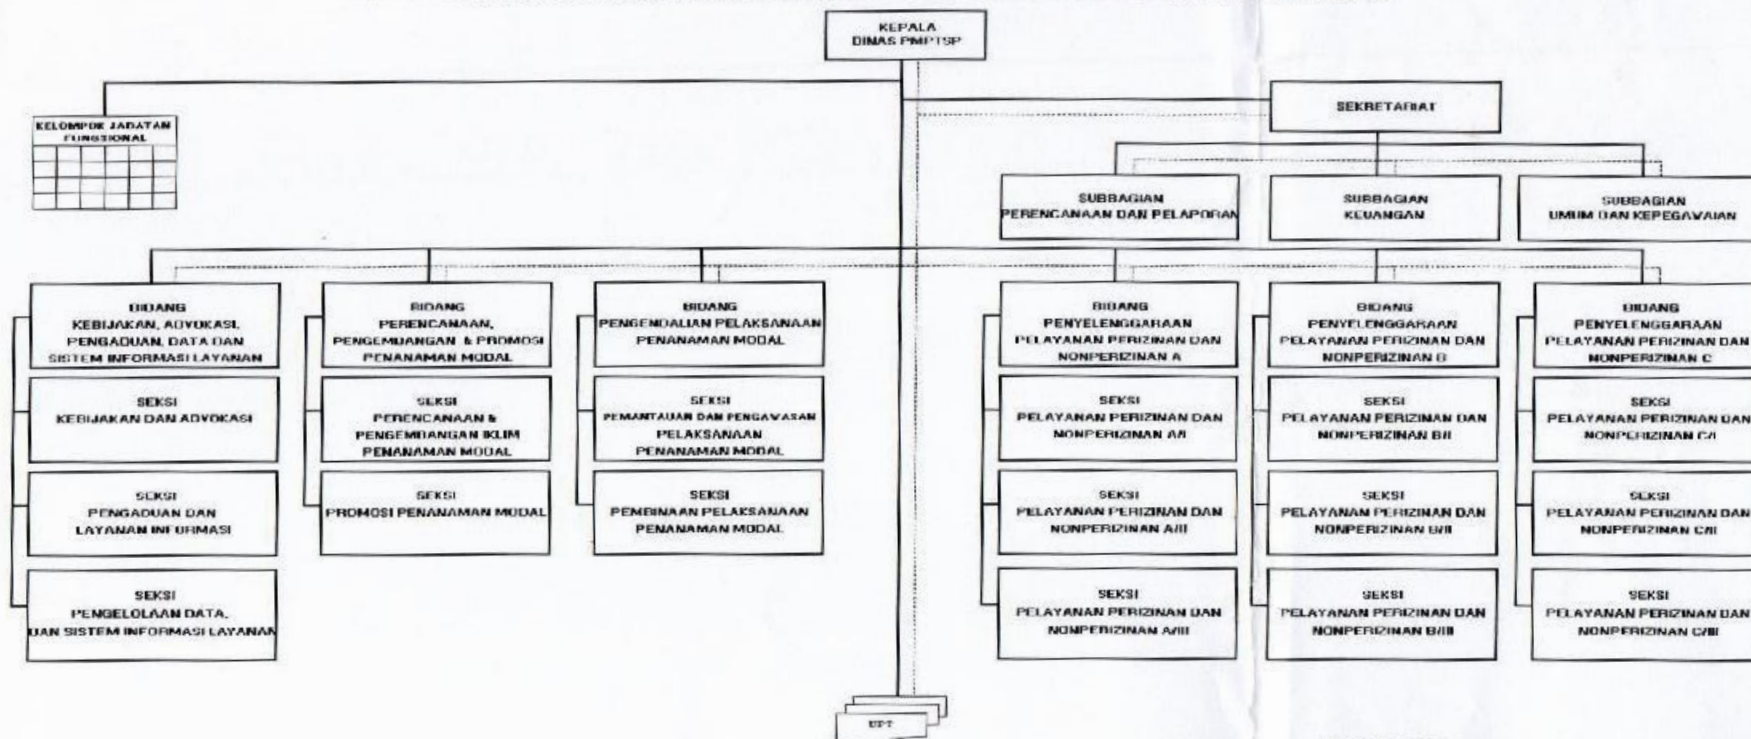 KEPALA
DINAS PMPTSP
SEKRETARIAT
KELOMPOK JABATAN
FUNGSIONAL
SUBBAGIAN
PERENCANAAN DAN PELAPORAN
SUBBAGIAN
KEUANGAN
SUBBAGIAN
UMUM DAN KEPEGAWAIAN
BIDANG
KEBIJAKAN, ADVOKASI,
PENGADUAN, DATA DAN
SISTEM INFORMASI LAYANAN
BIDANG
PERENCANAAN,
PENGEMBANGAN & PROMOSI
PENANAMAN MODAL
BIDANG
PENGENDALIAN PELAKSANAAN
PENANAMAN MODAL
BIDANG
PENYELENGGARAAN
PELAYANAN PERIZINAN DAN
NONPERIZINAN A
BIDANG
PENYELENGGARAAN
PELAYANAN PERIZINAN DAN
NONPERIZINAN B
BIDANG
PENYELENGGARAAN
PELAYANAN PERIZINAN DAN
NONPERIZINAN C
SEKSI
KEBIJAKAN DAN ADVOKASI
SEKSI
PERENCANAAN &
PENGEMBANGAN IKLIM
PENANAMAN MODAL
SEKSI
PEMANTAUAN DAN PENGAWASAN
PELAKSANAAN
PENANAMAN MODAL
SEKSI
PELAYANAN PERIZINAN DAN
NONPERIZINAN A/I
SEKSI
PELAYANAN PERIZINAN DAN
NONPERIZINAN B/I
SEKSI
PELAYANAN PERIZINAN DAN
NONPERIZINAN C/I
SEKSI
PENGADUAN DAN
LAYANAN INFORMASI
SEKSI
PROMOSI PENANAMAN MODAL
SEKSI
PEMBINAAN PELAKSANAAN
PENANAMAN MODAL
SEKSI
PELAYANAN PERIZINAN DAN
NONPERIZINAN A/II
SEKSI
PELAYANAN PERIZINAN DAN
NONPERIZINAN B/II
SEKSI
PELAYANAN PERIZINAN DAN
NONPERIZINAN C/II
SEKSI
PENGELOLAAN DATA,
DAN SISTEM INFORMASI LAYANAN
SEKSI
PELAYANAN PERIZINAN DAN
NONPERIZINAN A/III
SEKSI
PELAYANAN PERIZINAN DAN
NONPERIZINAN B/III
SEKSI
PELAYANAN PERIZINAN DAN
NONPERIZINAN C/III
UPT